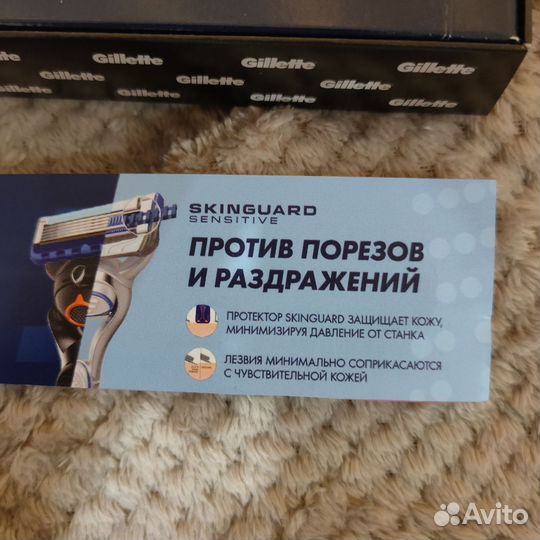 Gillette Gillette Gillette
Gillette Gillette Gillette
Gillette Gillette Gillette
SKINGUARD
SENSITIVE
ПРОТИВ ПОРЕЗОВ
И РАЗДРАЖЕНИЙ
ПРОТЕКТОР SKINGUARD ЗАЩИЩАЕТ КОЖУ,
МИНИМИЗИРУЯ ДАВЛЕНИЕ ОТ СТАНКА
ЛЕЗВИЯ МИНИМАЛЬНО СОПРИКАСАЮТСЯ
С ЧУВСТВИТЕЛЬНОЙ КОЖЕЙ
Avito